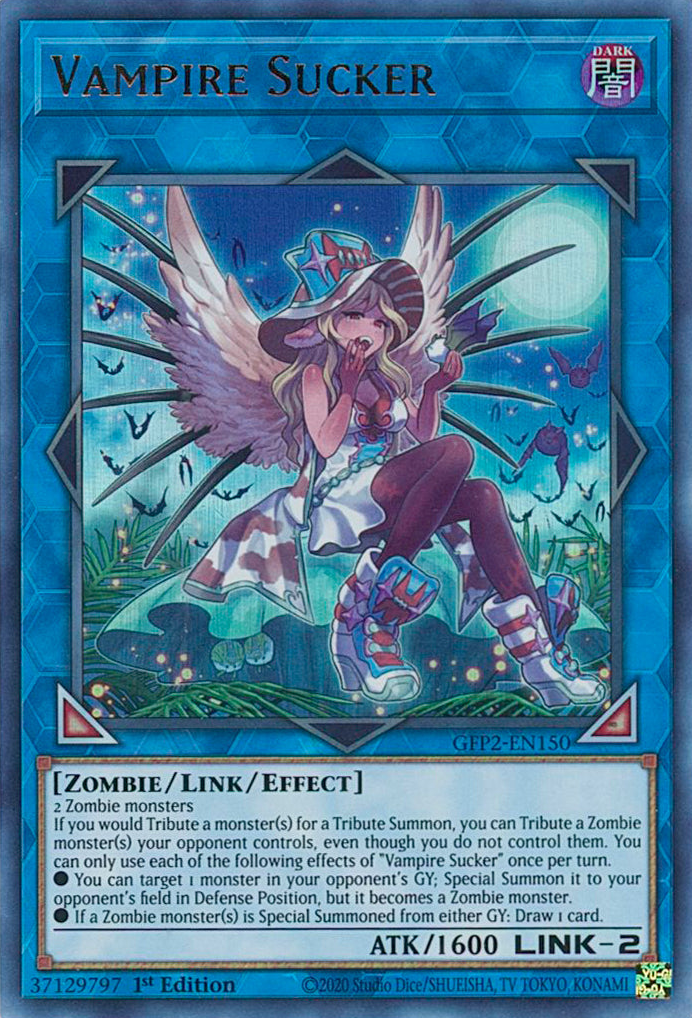 VAMPIRE SUCKER
DARK
闇
GFP2-EN150
[ZOMBIE/LINK/EFFECT]
2 Zombie monsters
If you would Tribute a monster(s) for a Tribute Summon, you can Tribute a Zombie
monster(s) your opponent controls, even though you do not control them. You
can only use each of the following effects of "Vampire Sucker" once per turn.
● You can target 1 monster in your opponent's GY; Special Summon it to your
opponent's field in Defense Position, but it becomes a Zombie monster.
● If a Zombie monster(s) is Special Summoned from either GY: Draw 1 card.
ATK/1600 LINK-2
37129797 1st Edition ©2020 Studio Dice/SHUEISHA, TV TOKYO, KONAMI